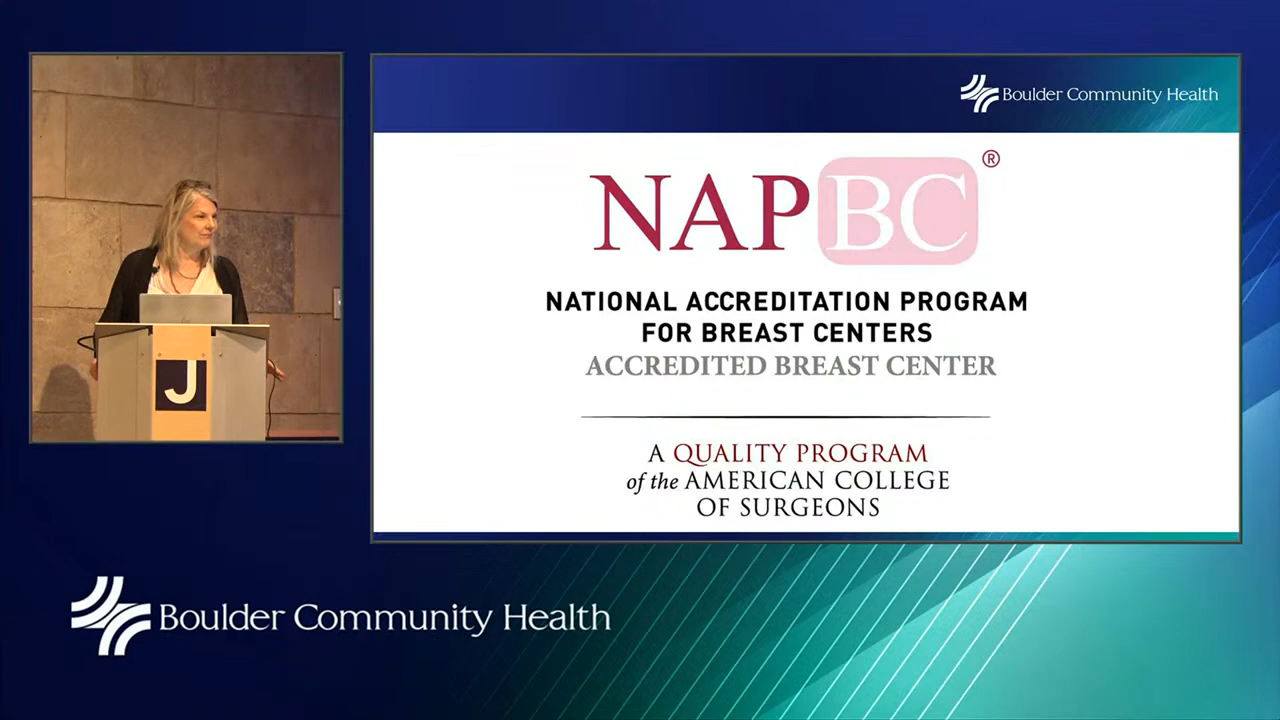 Boulder Community Health
NAPBC®
NATIONAL ACCREDITATION PROGRAM
FOR BREAST CENTERS
ACCREDITED BREAST CENTER
A QUALITY PROGRAM
of the AMERICAN COLLEGE
OF SURGEONS
J
Boulder Community Health